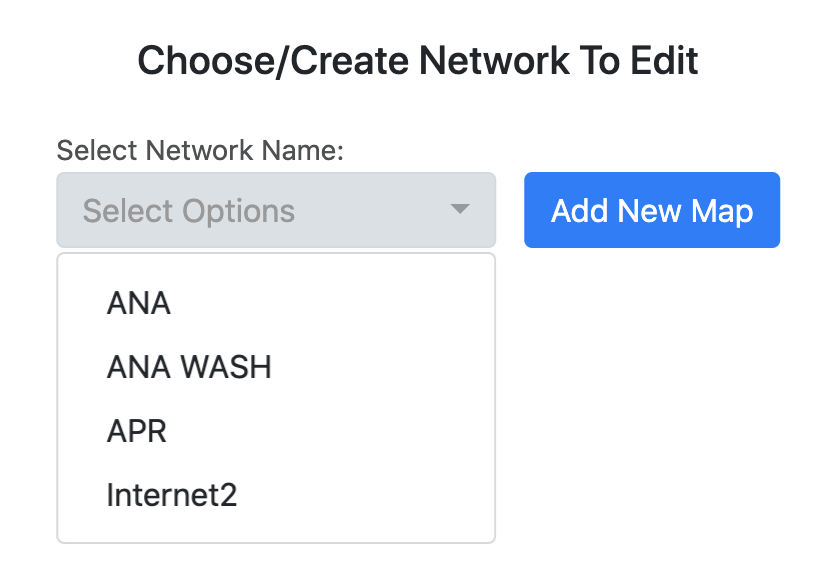 Choose/Create Network To Edit
Select Network Name:
Select Options
Add New Map
ANA
ANA WASH
APR
Internet2